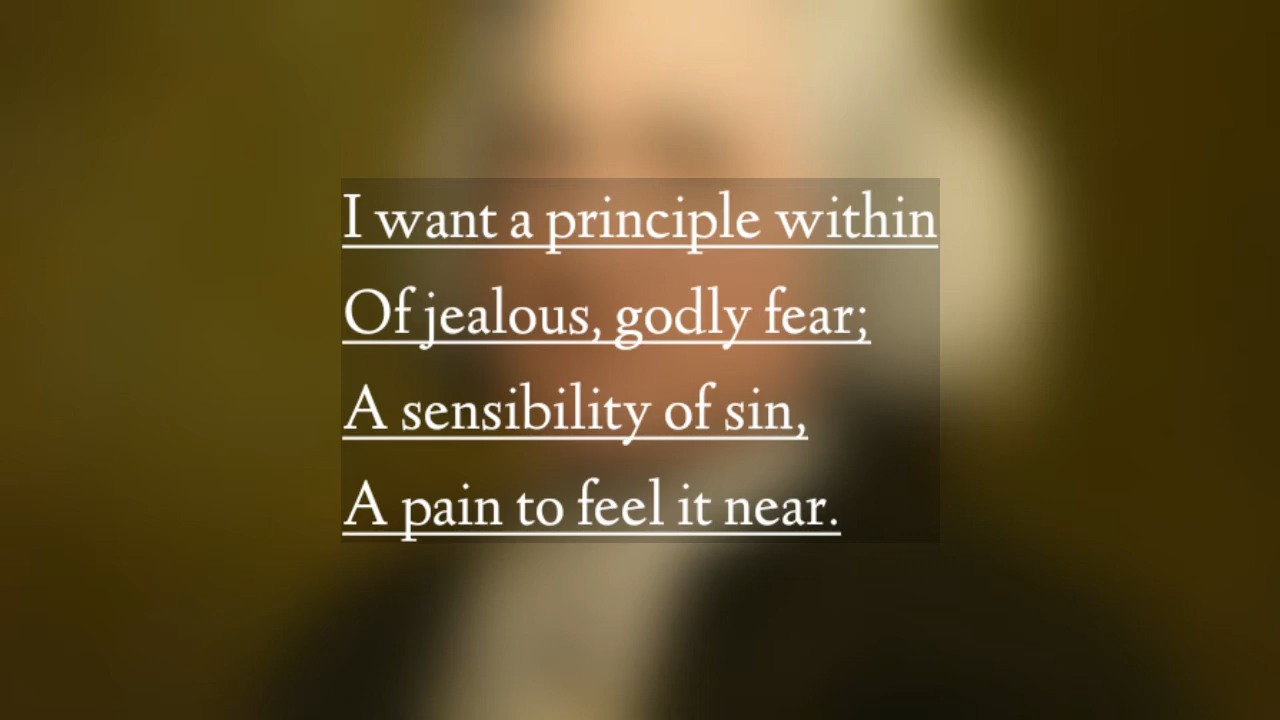 I want a principle within
Of jealous, godly fear;
A sensibility of sin,
A pain to feel it near.